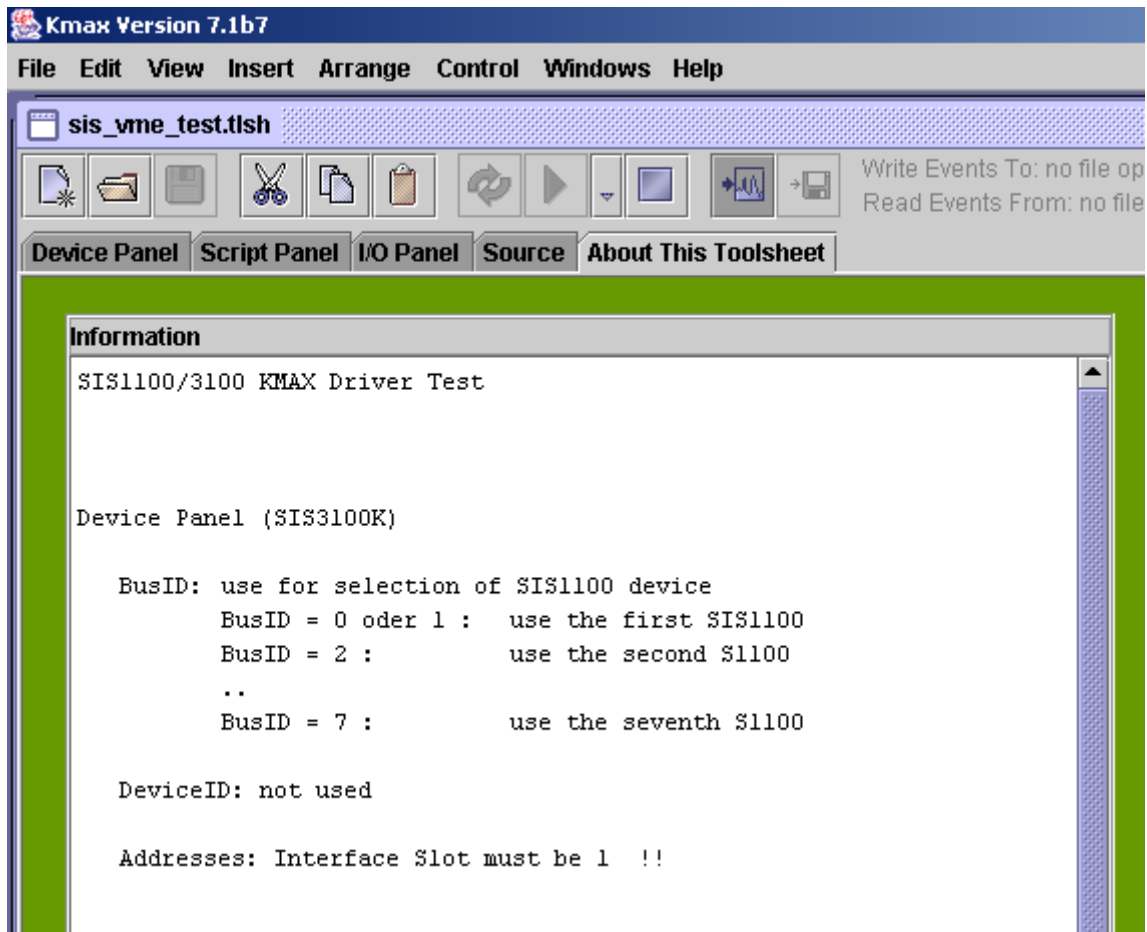 Kmax Version 7.1b7
File Edit View Insert Arrange Control Windows Help
sis_vme_test.tlsh
Write Events To: no file op
Read Events From: no file
Device Panel Script Panel I/O Panel Source About This Toolsheet
Information
SIS1100/3100 KMAX Driver Test
Device Panel (SIS3100K)
BusID: use for selection of SIS1100 device
BusID = 0 oder 1 : use the first SIS1100
BusID = 2 : use the second S1100
..
BusID = 7 : use the seventh S1100
DeviceID: not used
Addresses: Interface Slot must be 1 !!